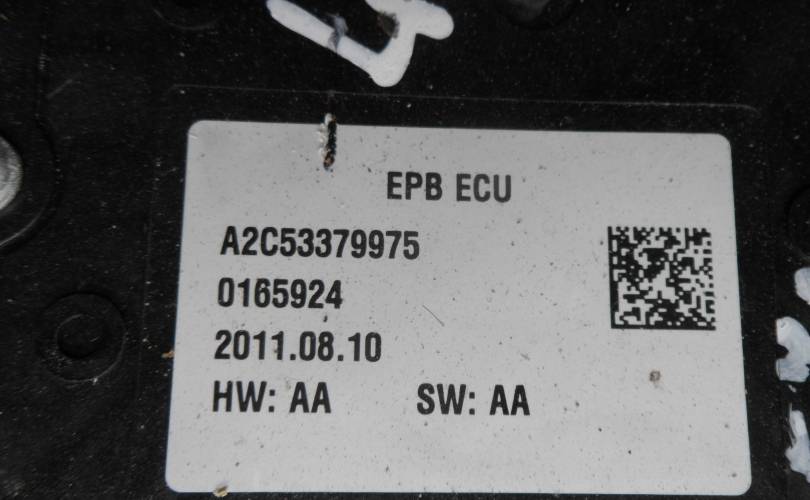 EPB ECU
A2C53379975
0165924
2011.08.10
HW: AA SW: AA